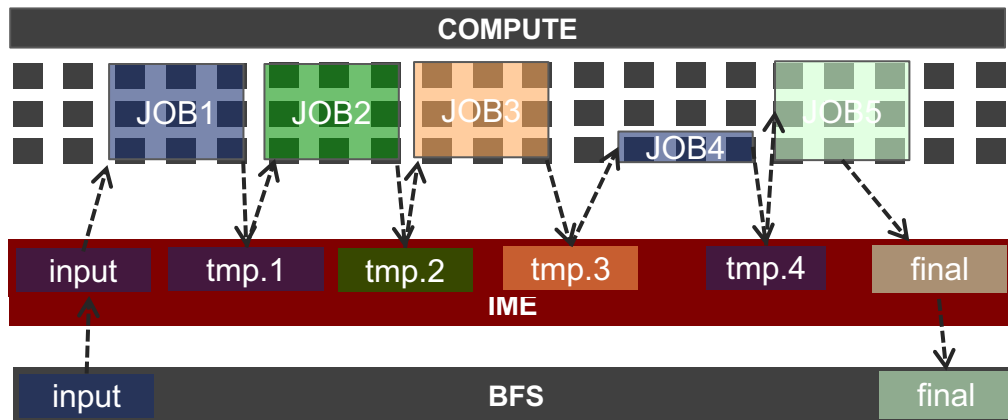 COMPUTE
JOB1
JOB2
JOB3
JOB4
JOB5
input
tmp.1
tmp.2
tmp.3
tmp.4
final
IME
input
BFS
final